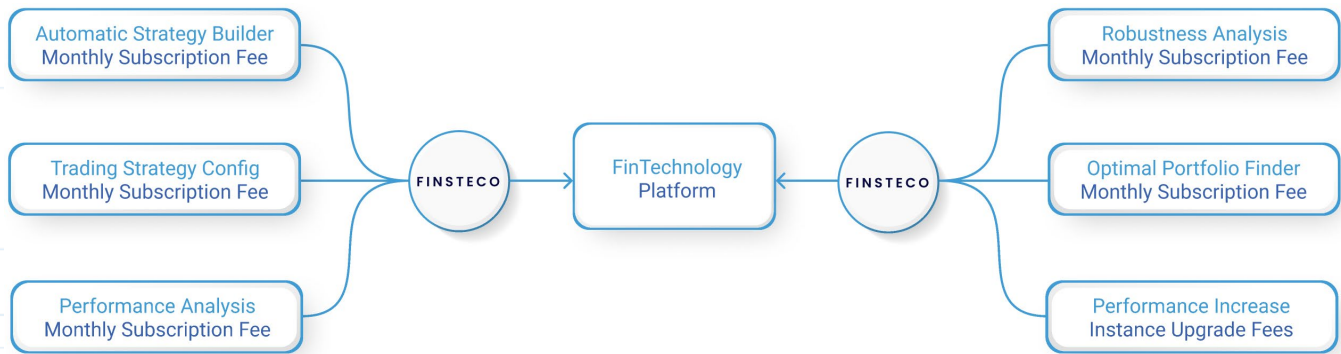 Automatic Strategy Builder
Monthly Subscription Fee
Trading Strategy Config
Monthly Subscription Fee
Performance Analysis
Monthly Subscription Fee
FINSTECO
FinTechnology
Platform
FINSTECO
Robustness Analysis
Monthly Subscription Fee
Optimal Portfolio Finder
Monthly Subscription Fee
Performance Increase
Instance Upgrade Fees